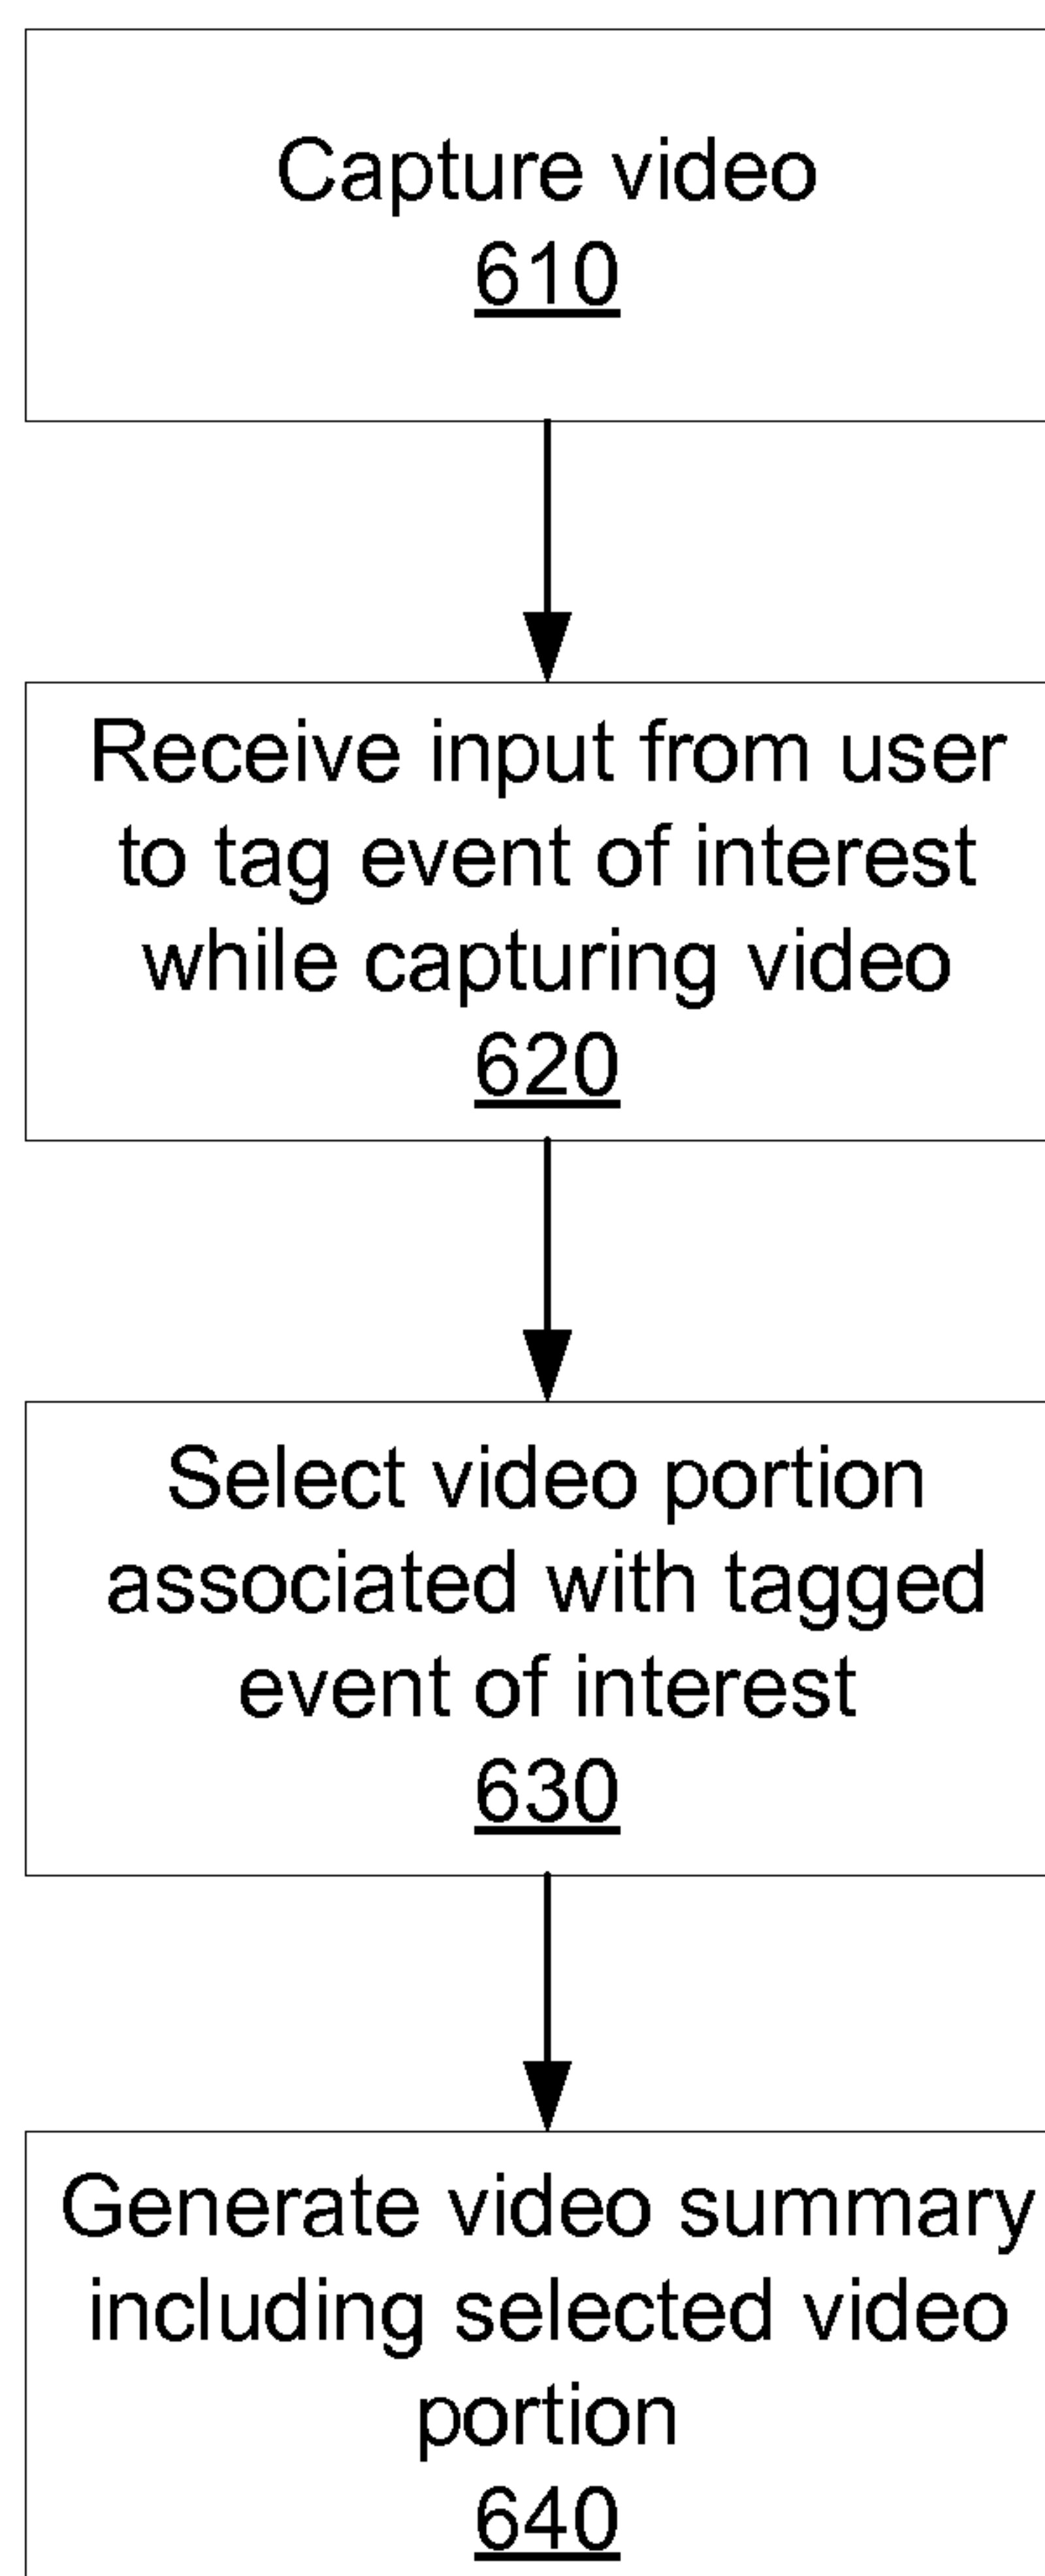 Capture video
610
Receive input from user
to tag event of interest
while capturing video
620
Select video portion
associated with tagged
event of interest
630
Generate video summary
including selected video
portion
640